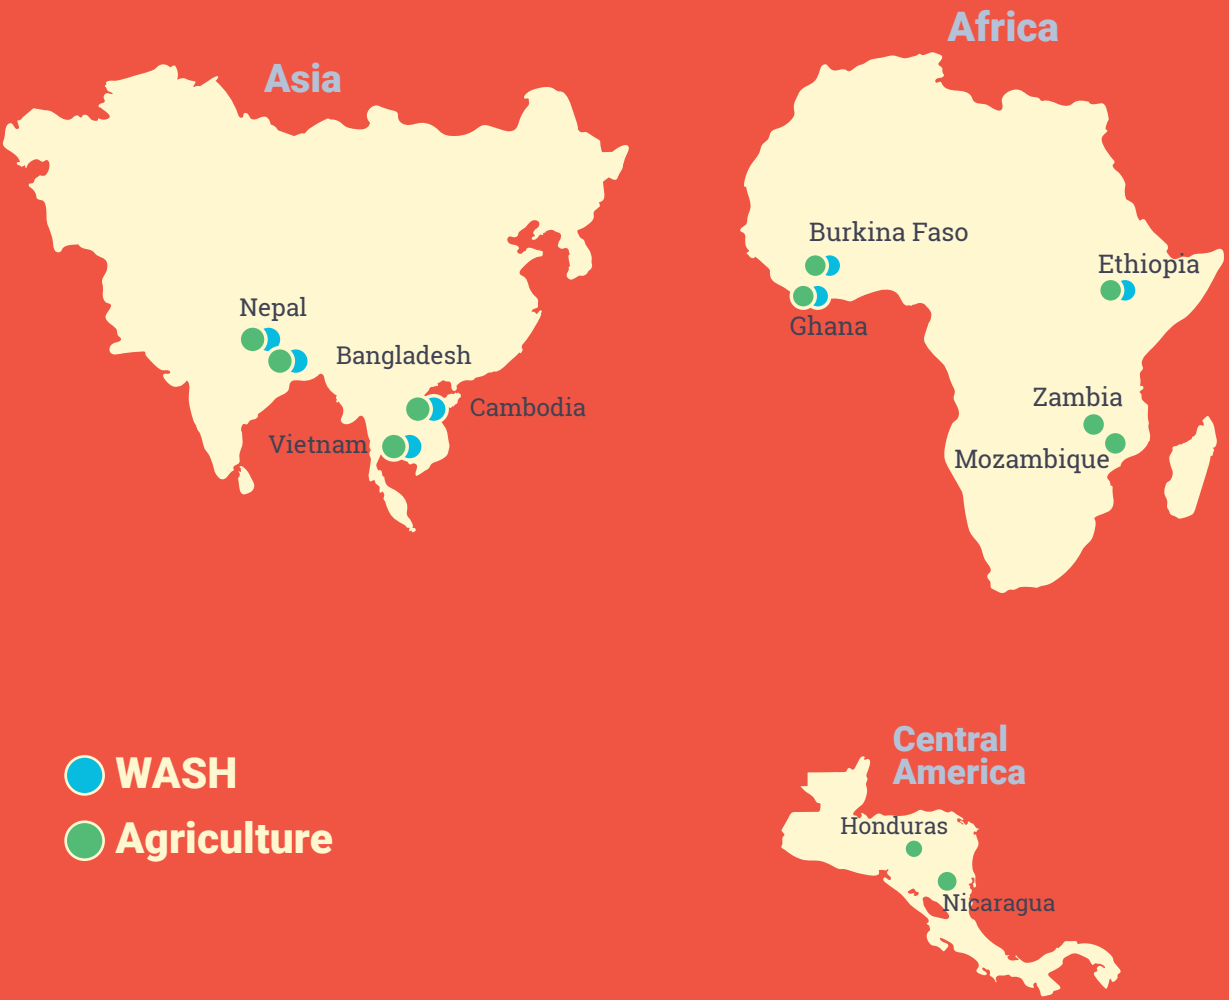 Africa
Asia
Burkina Faso
Ethiopia
Nepal
Ghana
Bangladesh
Zambia
Cambodia
Vietnam
Mozambique
Central
America
WASH
Honduras
Agriculture
Nicaragua